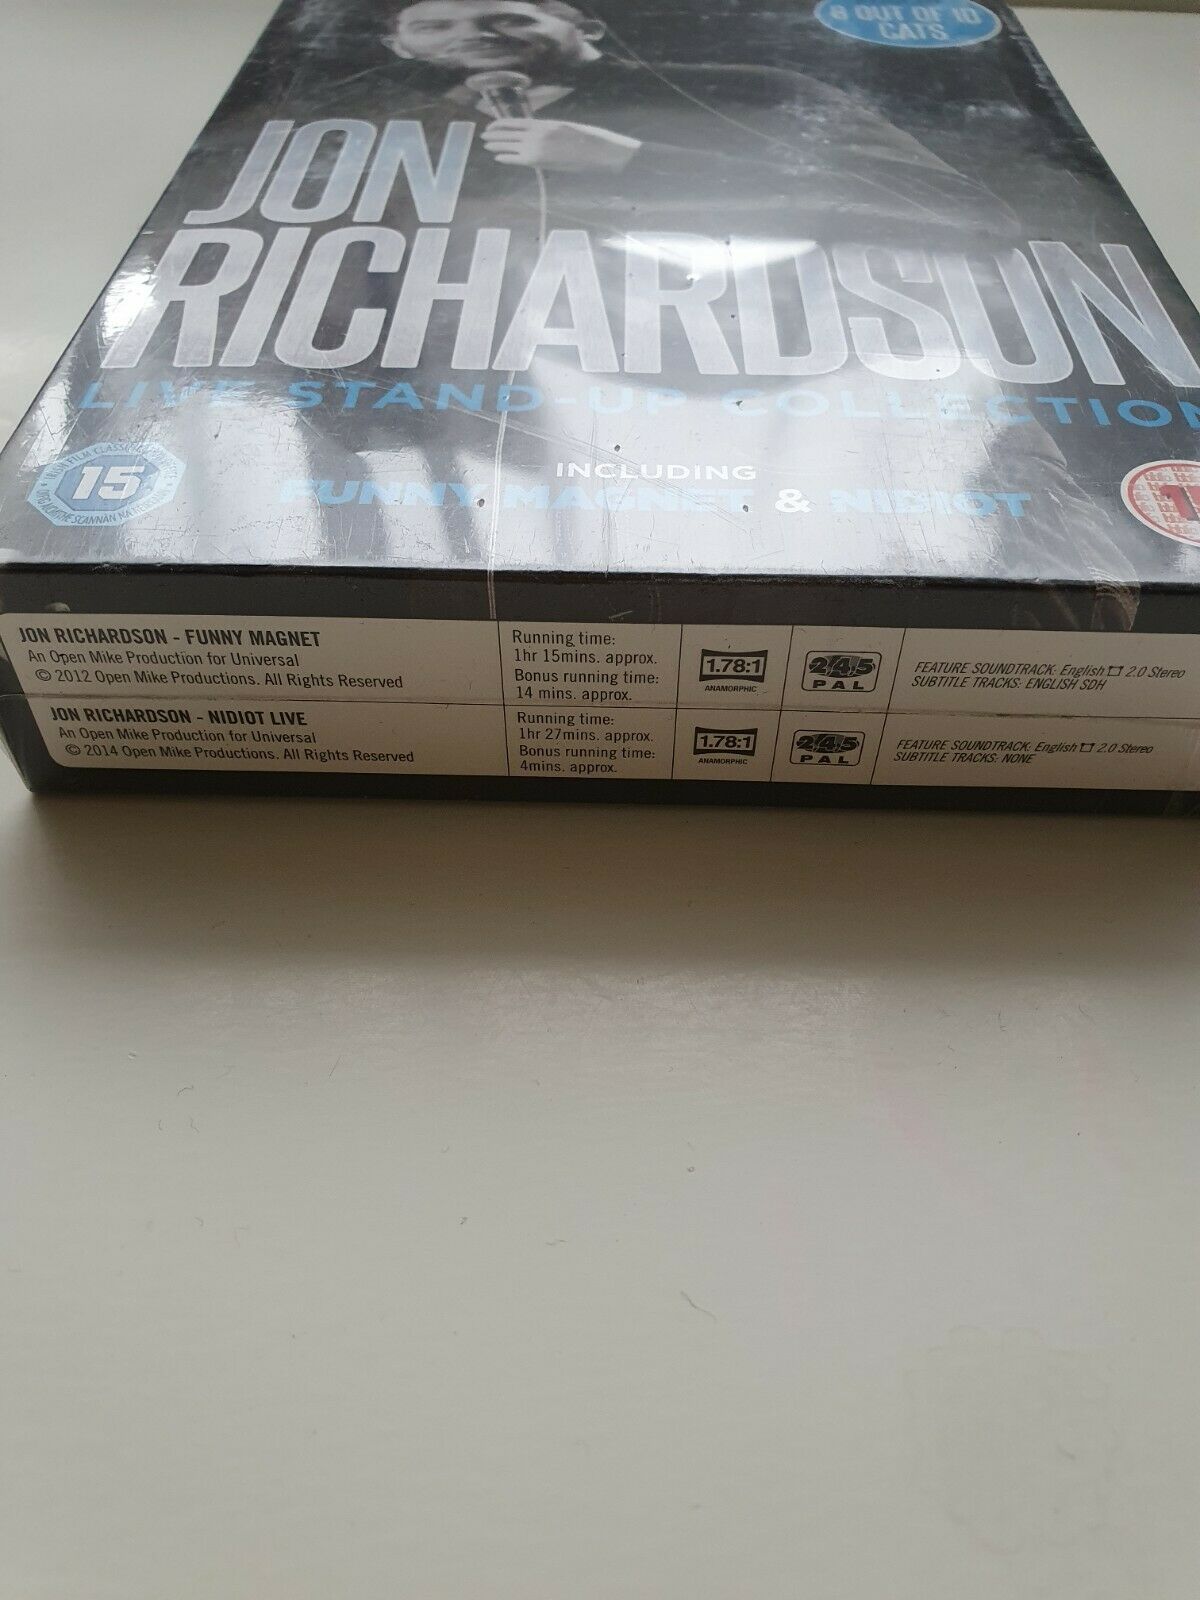 8 OUT OF 10
CATS
JON
RICHARDSON
LIVE STAND-UP COLLECTION
INCLUDING
FUNNY MAGNET & NIDIOT
15
JON RICHARDSON - FUNNY MAGNET
An Open Mike Production for Universal
© 2012 Open Mike Productions. All Rights Reserved
Running time:
1hr 15mins. approx.
Bonus running time:
14 mins. approx.
1.78:1
ANAMORPHIC
2,4,5
PAL
FEATURE SOUNDTRACK: English 2.0 Stereo
SUBTITLE TRACKS: ENGLISH SDH
JON RICHARDSON - NIDIOT LIVE
An Open Mike Production for Universal
© 2014 Open Mike Productions. All Rights Reserved
Running time:
1hr 27mins. approx.
Bonus running time:
4mins. approx.
1.78:1
ANAMORPHIC
2,4,5
PAL
FEATURE SOUNDTRACK: English 2.0 Stereo
SUBTITLE TRACKS: NONE